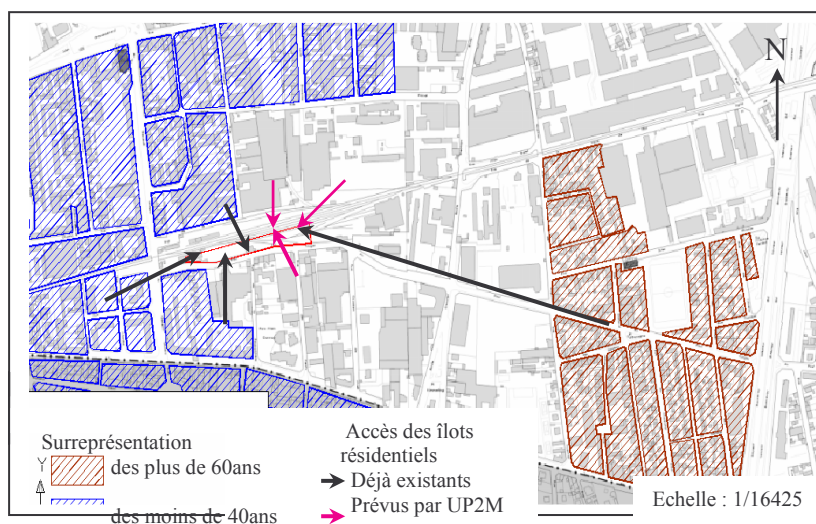 N
Surreprésentation
des plus de 60ans
des moins de 40ans
Accès des îlots
résidentiels
Déjà existants
Prévus par UP2M
Echelle : 1/16425